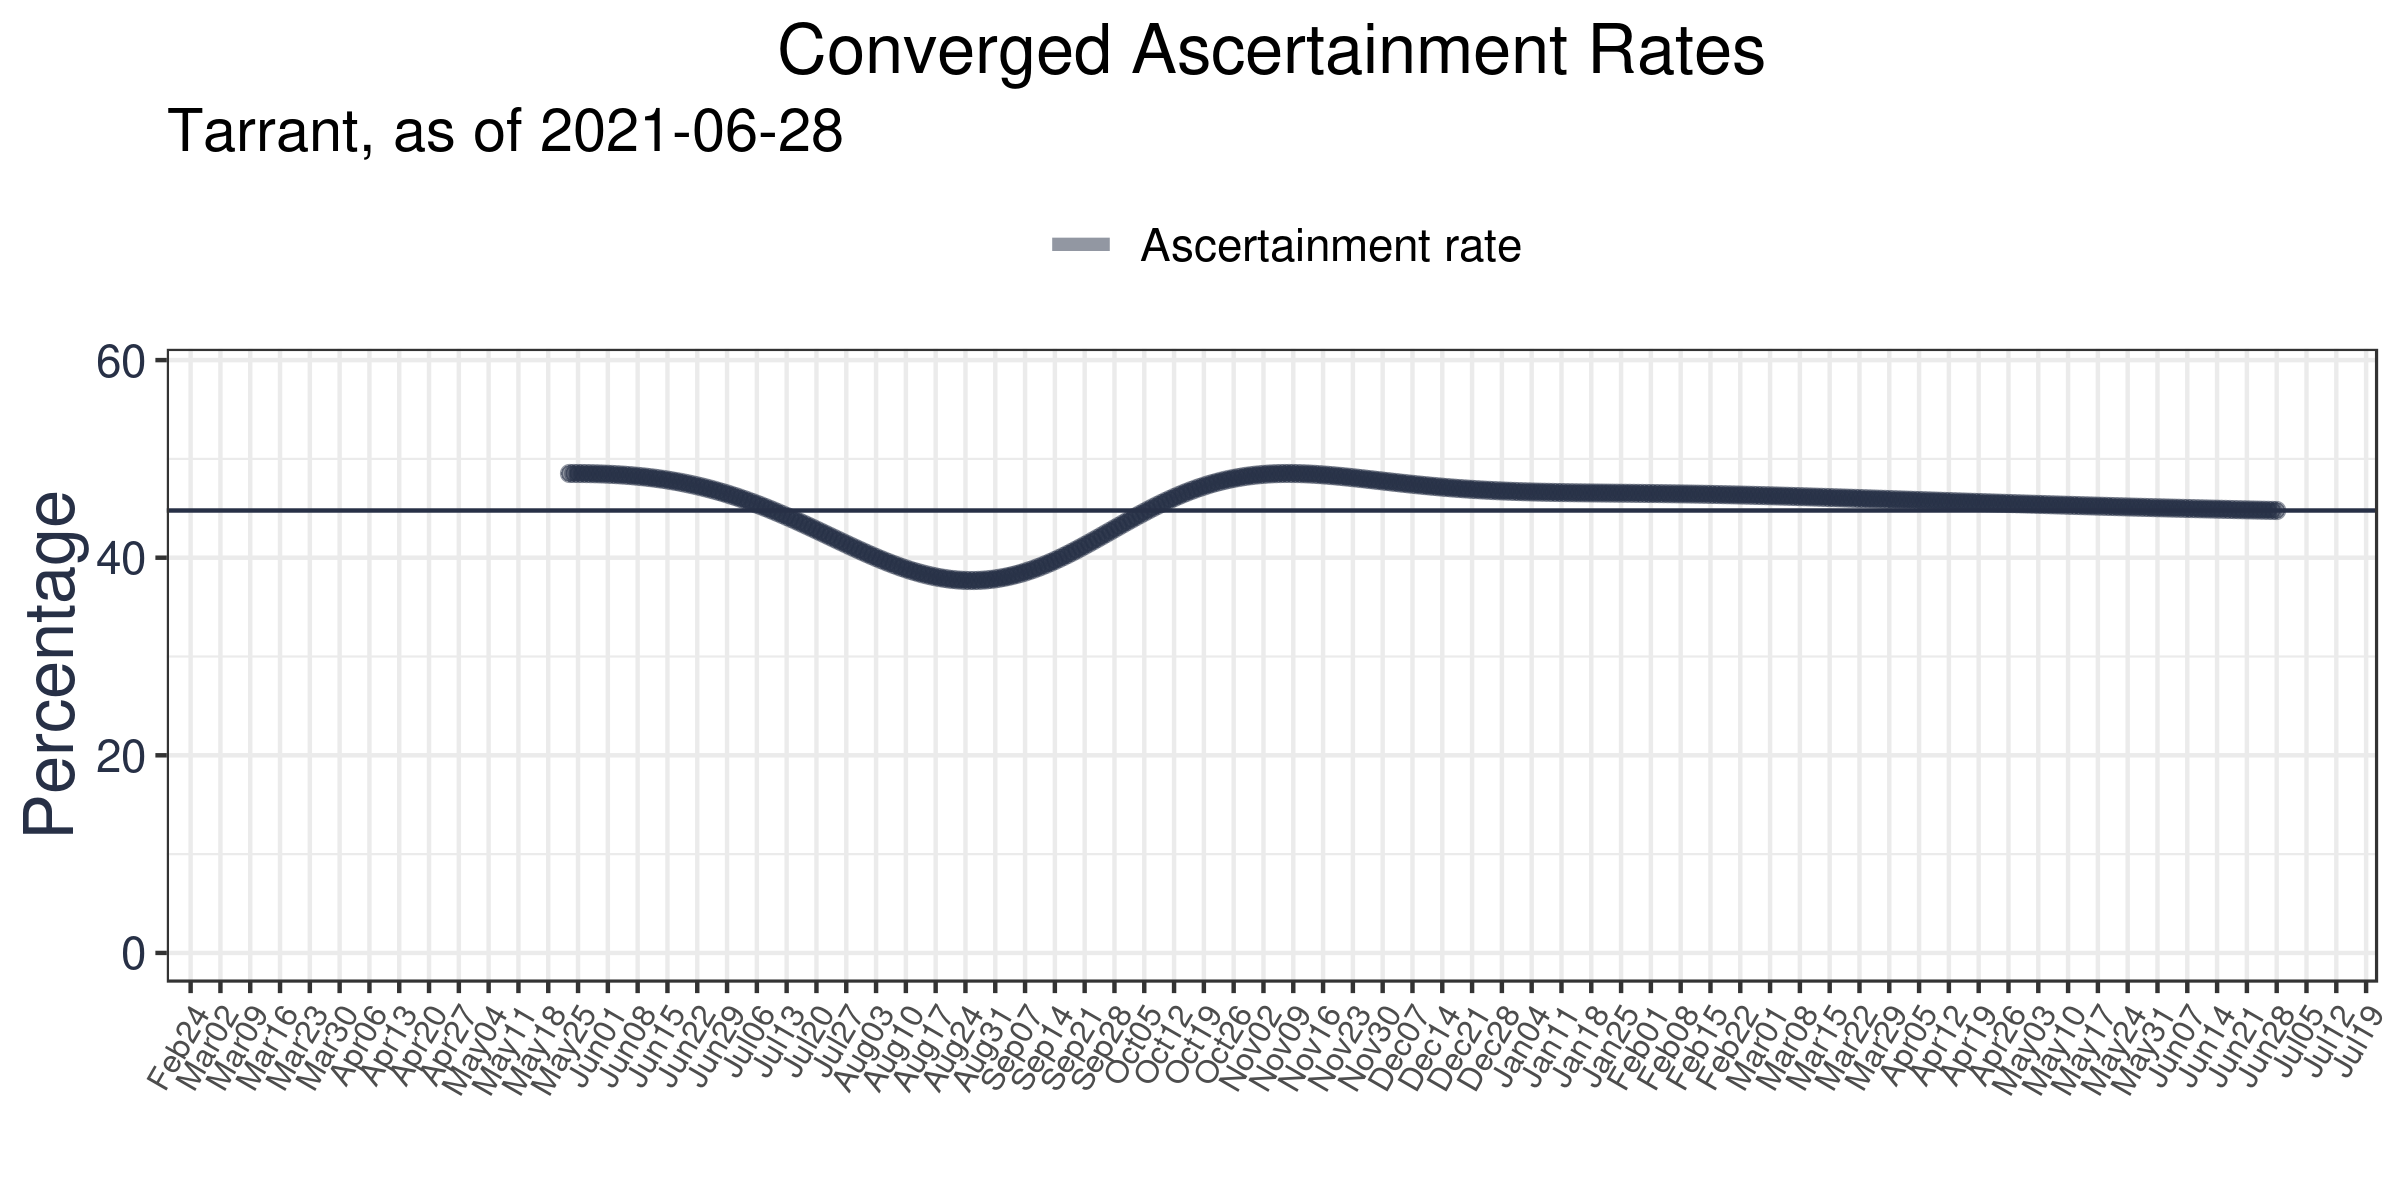 Converged Ascertainment Rates
Tarrant, as of 2021-06-28
Ascertainment rate
Percentage
60
40
20
0
Feb24
Mar02
Mar09
Mar16
Mar23
Mar30
Apr06
Apr13
Apr20
Apr27
May04
May11
May18
May25
Jun01
Jun08
Jun15
Jun22
Jun29
Jul06
Jul13
Jul20
Jul27
Aug03
Aug10
Aug17
Aug24
Aug31
Sep07
Sep14
Sep21
Sep28
Oct05
Oct12
Oct19
Oct26
Nov02
Nov09
Nov16
Nov23
Nov30
Dec07
Dec14
Dec21
Dec28
Jan04
Jan11
Jan18
Jan25
Feb01
Feb08
Feb15
Feb22
Mar01
Mar08
Mar15
Mar22
Mar29
Apr05
Apr12
Apr19
Apr26
May03
May10
May17
May24
May31
Jun07
Jun14
Jun21
Jun28
Jul05
Jul12
Jul19